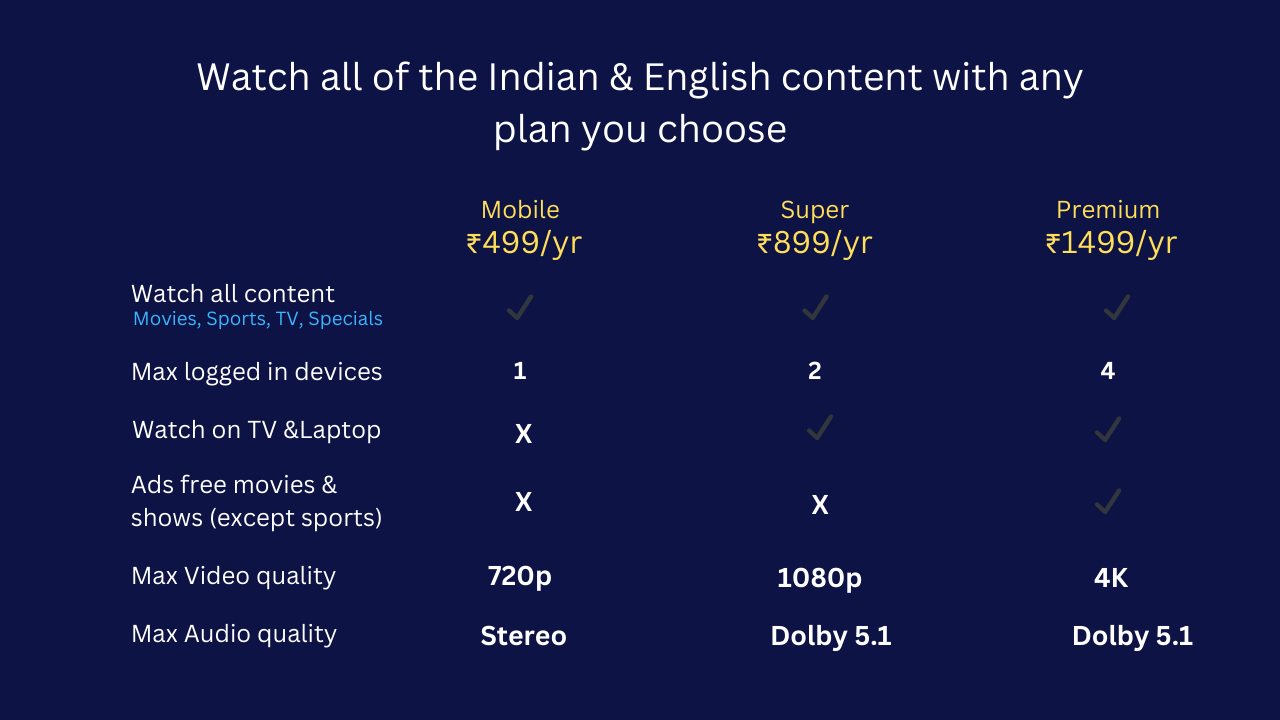 Watch all of the Indian & English content with any
plan you choose
Mobile Super Premium
₹499/yr ₹899/yr ₹1499/yr
Watch all content
Movies, Sports, TV, Specials
Max logged in devices 1 2 4
Watch on TV &Laptop X
Ads free movies &
shows (except sports) X X
Max Video quality 720p 1080p 4K
Max Audio quality Stereo Dolby 5.1 Dolby 5.1